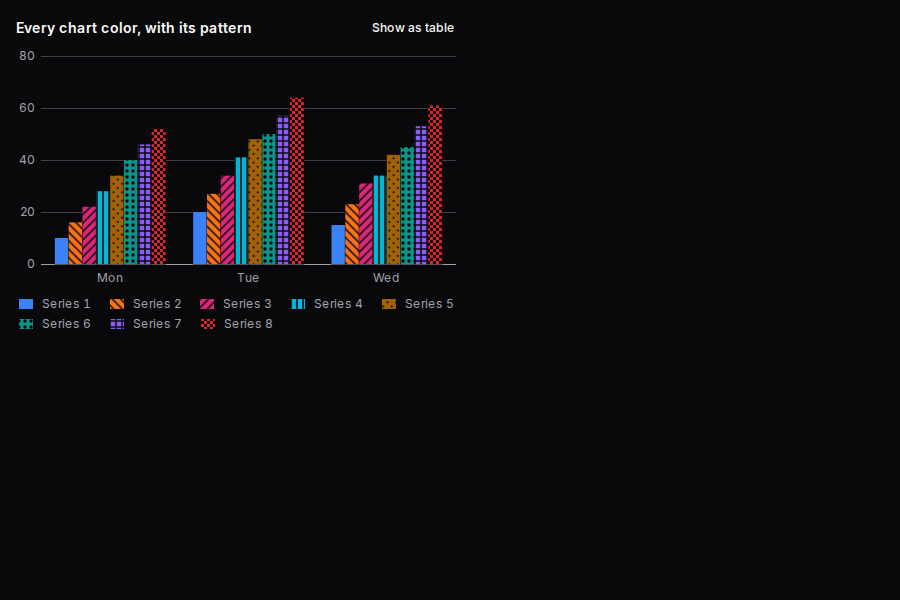 Every chart color, with its pattern
Show as table
80
60
40
20
0
Mon Tue Wed
Series 1 Series 2 Series 3 Series 4 Series 5
Series 6 Series 7 Series 8